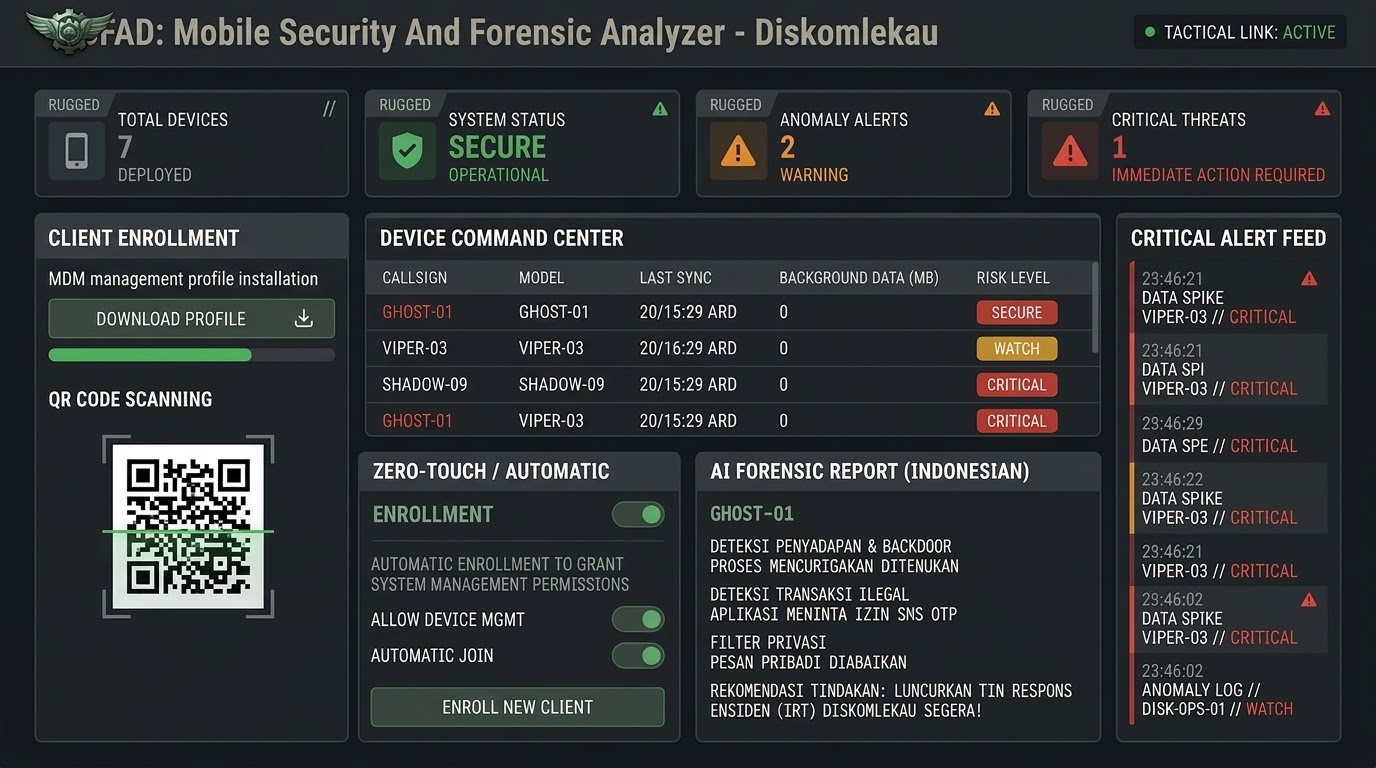 FAD: Mobile Security And Forensic Analyzer - Diskomlekau
TACTICAL LINK: ACTIVE
RUGGED
TOTAL DEVICES
7
DEPLOYED
RUGGED
SYSTEM STATUS
SECURE
OPERATIONAL
RUGGED
ANOMALY ALERTS
2
WARNING
RUGGED
CRITICAL THREATS
1
IMMEDIATE ACTION REQUIRED
CLIENT ENROLLMENT
MDM management profile installation
DOWNLOAD PROFILE
QR CODE SCANNING
DEVICE COMMAND CENTER
CALLSIGN MODEL LAST SYNC BACKGROUND DATA (MB) RISK LEVEL
GHOST-01 GHOST-01 20/15:29 ARD 0 SECURE
VIPER-03 VIPER-03 20/16:29 ARD 0 WATCH
SHADOW-09 SHADOW-09 20/15:29 ARD 0 CRITICAL
GHOST-01 VIPER-03 20/15:29 ARD 0 CRITICAL
ZERO-TOUCH / AUTOMATIC
ENROLLMENT
AUTOMATIC ENROLLMENT TO GRANT
SYSTEM MANAGEMENT PERMISSIONS
ALLOW DEVICE MGMT
AUTOMATIC JOIN
ENROLL NEW CLIENT
AI FORENSIC REPORT (INDONESIAN)
GHOST-01
DETEKSI PENYADAPAN & BACKDOOR
PROSES MENCURIGAKAN DITENUKAN
DETEKSI TRANSAKSI ILEGAL
APLIKASI MEMINTA IZIN SNS OTP
FILTER PRIVASI
PESAN PRIBADI DIABAIKAN
REKOMENDASI TINDAKAN: LUNCURKAN TIN RESPONS
ENSIDEN (IRT) DISKOMLEKAU SEGERA!
CRITICAL ALERT FEED
23:46:21
DATA SPIKE
VIPER-03 // CRITICAL
23:46:21
DATA SPI
VIPER-03 // CRITICAL
23:46:29
DATA SPE // CRITICAL
23:46:22
DATA SPIKE
VIPER-03 // CRITICAL
23:46:21
VIPER-03 // CRITICAL
23:46:02
DATA SPIKE
VIPER-03 // CRITICAL
23:46:02
ANOMALY LOG //
DISK-OPS-01 // WATCH